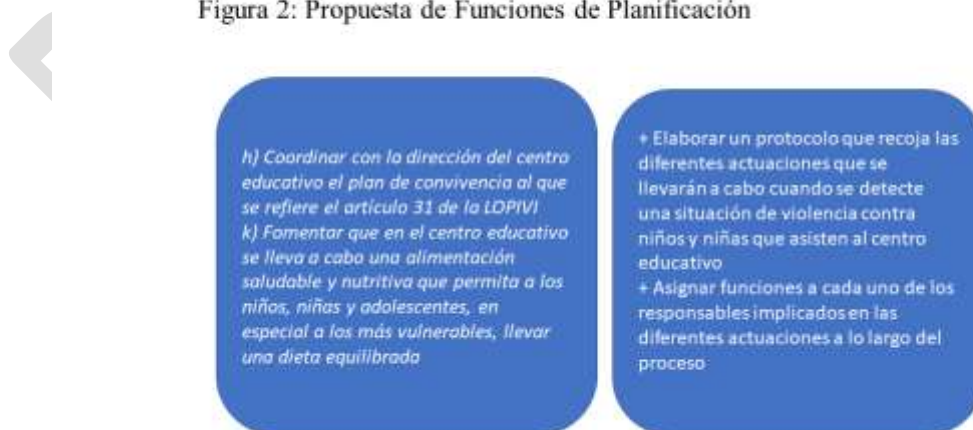 Figura 2: Propuesta de Funciones de Planificación
h) Coordinar con la dirección del centro
educativo el plan de convivencia al que
se refiere el artículo 31 de la LOPIVI
k) Fomentar que en el centro educativo
se lleva a cabo una alimentación
saludable y nutritiva que permita a los
niños, niñas y adolescentes, en
especial a los más vulnerables, llevar
una dieta equilibrada
+ Elaborar un protocolo que recoja las
diferentes actuaciones que se
llevarán a cabo cuando se detecte
una situación de violencia contra
niños y niñas que asisten al centro
educativo
+ Asignar funciones a cada uno de los
responsables implicados en las
diferentes actuaciones a lo largo del
proceso